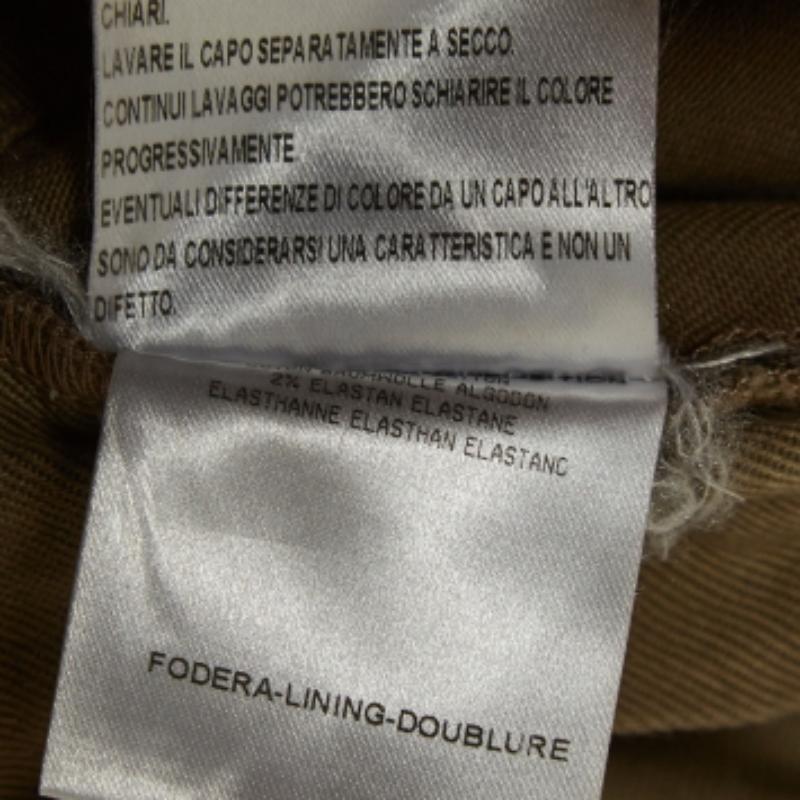 CHIARI.
LAVARE IL CAPO SEPARATAMENTE A SECCO.
CONTINUI LAVAGGI POTREBBERO SCHIARIRE IL COLORE
PROGRESSIVAMENTE
EVENTUALI DIFFERENZE DI COLORE DA UN CAPO ALL'ALTRO
SONO DA CONSIDERARSI UNA CARATTERISTICA E NON UN
DIFETTO.
BAUMWOLLE ALGODON
2% ELASTAN ELASTANE
ELASTHANNE ELASTHAN ELASTANO
FODERA-LINING-DOUBLURE